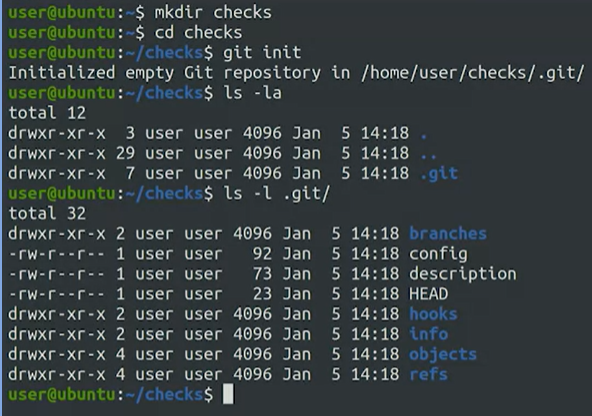 user@ubuntu:~$ mkdir checks
user@ubuntu:~$ cd checks
user@ubuntu:~/checks$ git init
Initialized empty Git repository in /home/user/checks/.git/
user@ubuntu:~/checks$ ls -la
total 12
drwxr-xr-x  3 user user 4096 Jan  5 14:18 .
drwxr-xr-x 29 user user 4096 Jan  5 14:18 ..
drwxr-xr-x  7 user user 4096 Jan  5 14:18 .git
user@ubuntu:~/checks$ ls -l .git/
total 32
drwxr-xr-x 2 user user 4096 Jan  5 14:18 branches
-rw-r--r-- 1 user user   92 Jan  5 14:18 config
-rw-r--r-- 1 user user   73 Jan  5 14:18 description
-rw-r--r-- 1 user user   23 Jan  5 14:18 HEAD
drwxr-xr-x 2 user user 4096 Jan  5 14:18 hooks
drwxr-xr-x 2 user user 4096 Jan  5 14:18 info
drwxr-xr-x 4 user user 4096 Jan  5 14:18 objects
drwxr-xr-x 4 user user 4096 Jan  5 14:18 refs
user@ubuntu:~/checks$